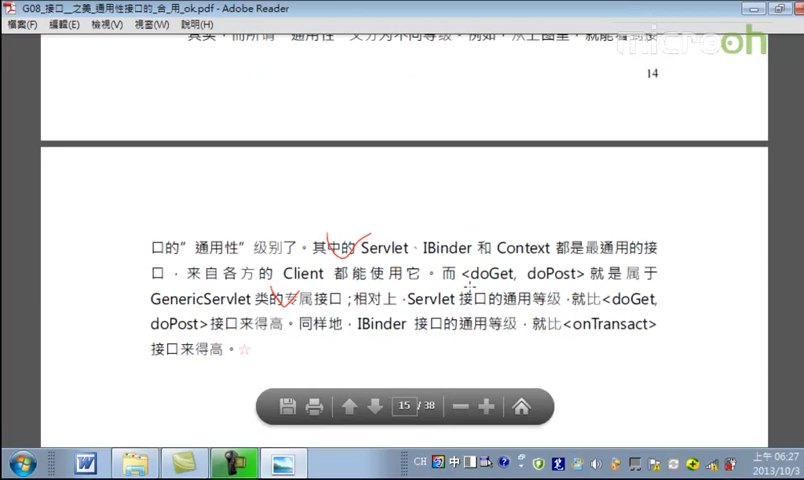 G08_接口__之美_通用性接口的_合_用_ok.pdf - Adobe Reader
檔案(F) 編輯(E) 檢視(V) 視窗(W) 說明(H)
microoh
14
口的”通用性”级别了。其中的 Servlet、IBinder 和 Context 都是最通用的接
口，来自各方的 Client 都能使用它。而<doGet, doPost>就是属于
GenericServlet 类的专属接口；相对上，Servlet 接口的通用等级，就比<doGet,
doPost>接口来得高。同样地，IBinder 接口的通用等级，就比<onTransact>
接口来得高。☆
15 / 38
CH 中
上午 06:27
2013/10/3